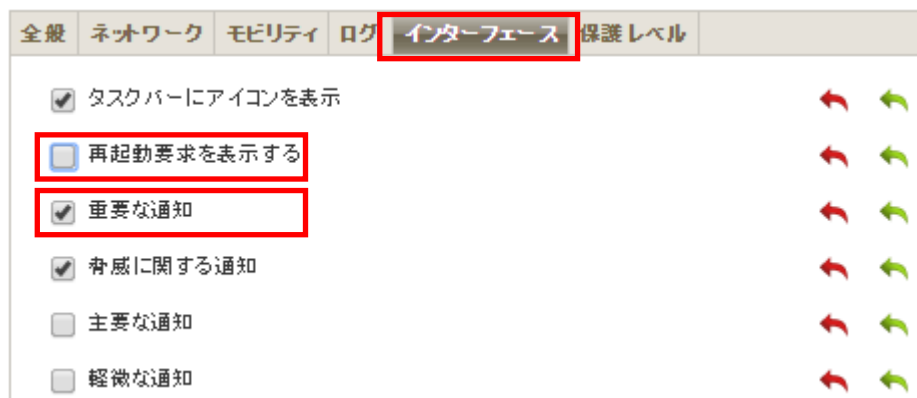 全般 ネットワーク モビリティ ログ インターフェース 保護レベル
タスクバーにアイコンを表示
再起動要求を表示する
重要な通知
脅威に関する通知
主要な通知
軽微な通知